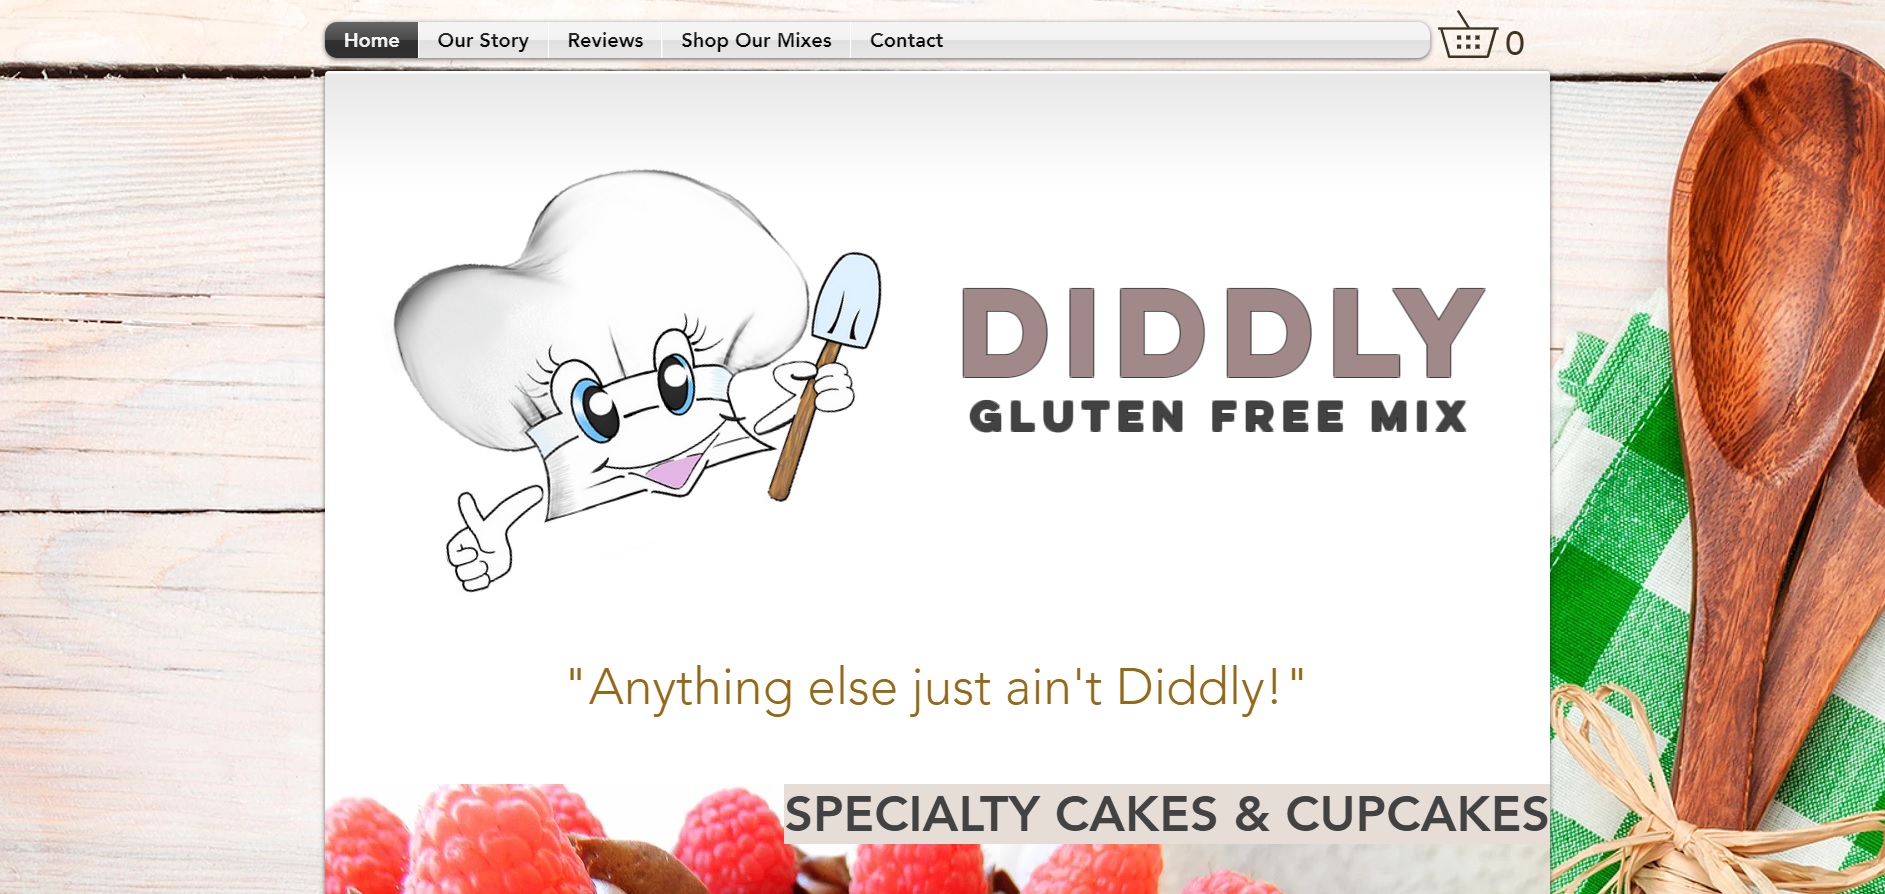 Home Our Story Reviews Shop Our Mixes Contact 0
DIDDLY
GLUTEN FREE MIX
"Anything else just ain't Diddly!"
SPECIALTY CAKES & CUPCAKES